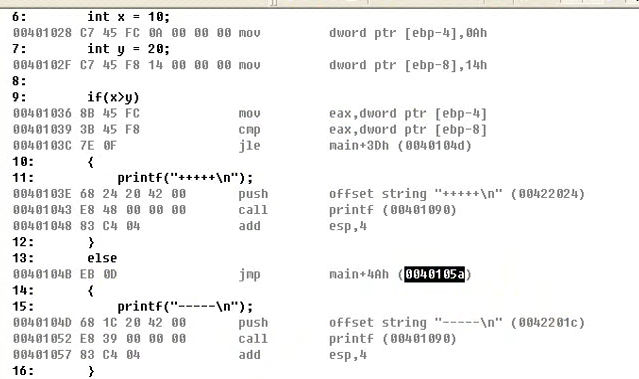 6: int x = 10;
00401028 C7 45 FC 0A 00 00 00 mov dword ptr [ebp-4],0Ah
7: int y = 20;
0040102F C7 45 F8 14 00 00 00 mov dword ptr [ebp-8],14h
8:
9: if(x>y)
00401036 8B 45 FC mov eax,dword ptr [ebp-4]
00401039 3B 45 F8 cmp eax,dword ptr [ebp-8]
0040103C 7E 0F jle main+3Dh (0040104d)
10: {
11: printf("+++++\n");
0040103E 68 24 20 42 00 push offset string "+++++\n" (00422024)
00401043 E8 48 00 00 00 call printf (00401090)
00401048 83 C4 04 add esp,4
12: }
13: else
0040104B EB 0D jmp main+4Ah (0040105a)
14: {
15: printf("-----\n");
0040104D 68 1C 20 42 00 push offset string "-----\n" (0042201c)
00401052 E8 39 00 00 00 call printf (00401090)
00401057 83 C4 04 add esp,4
16: }